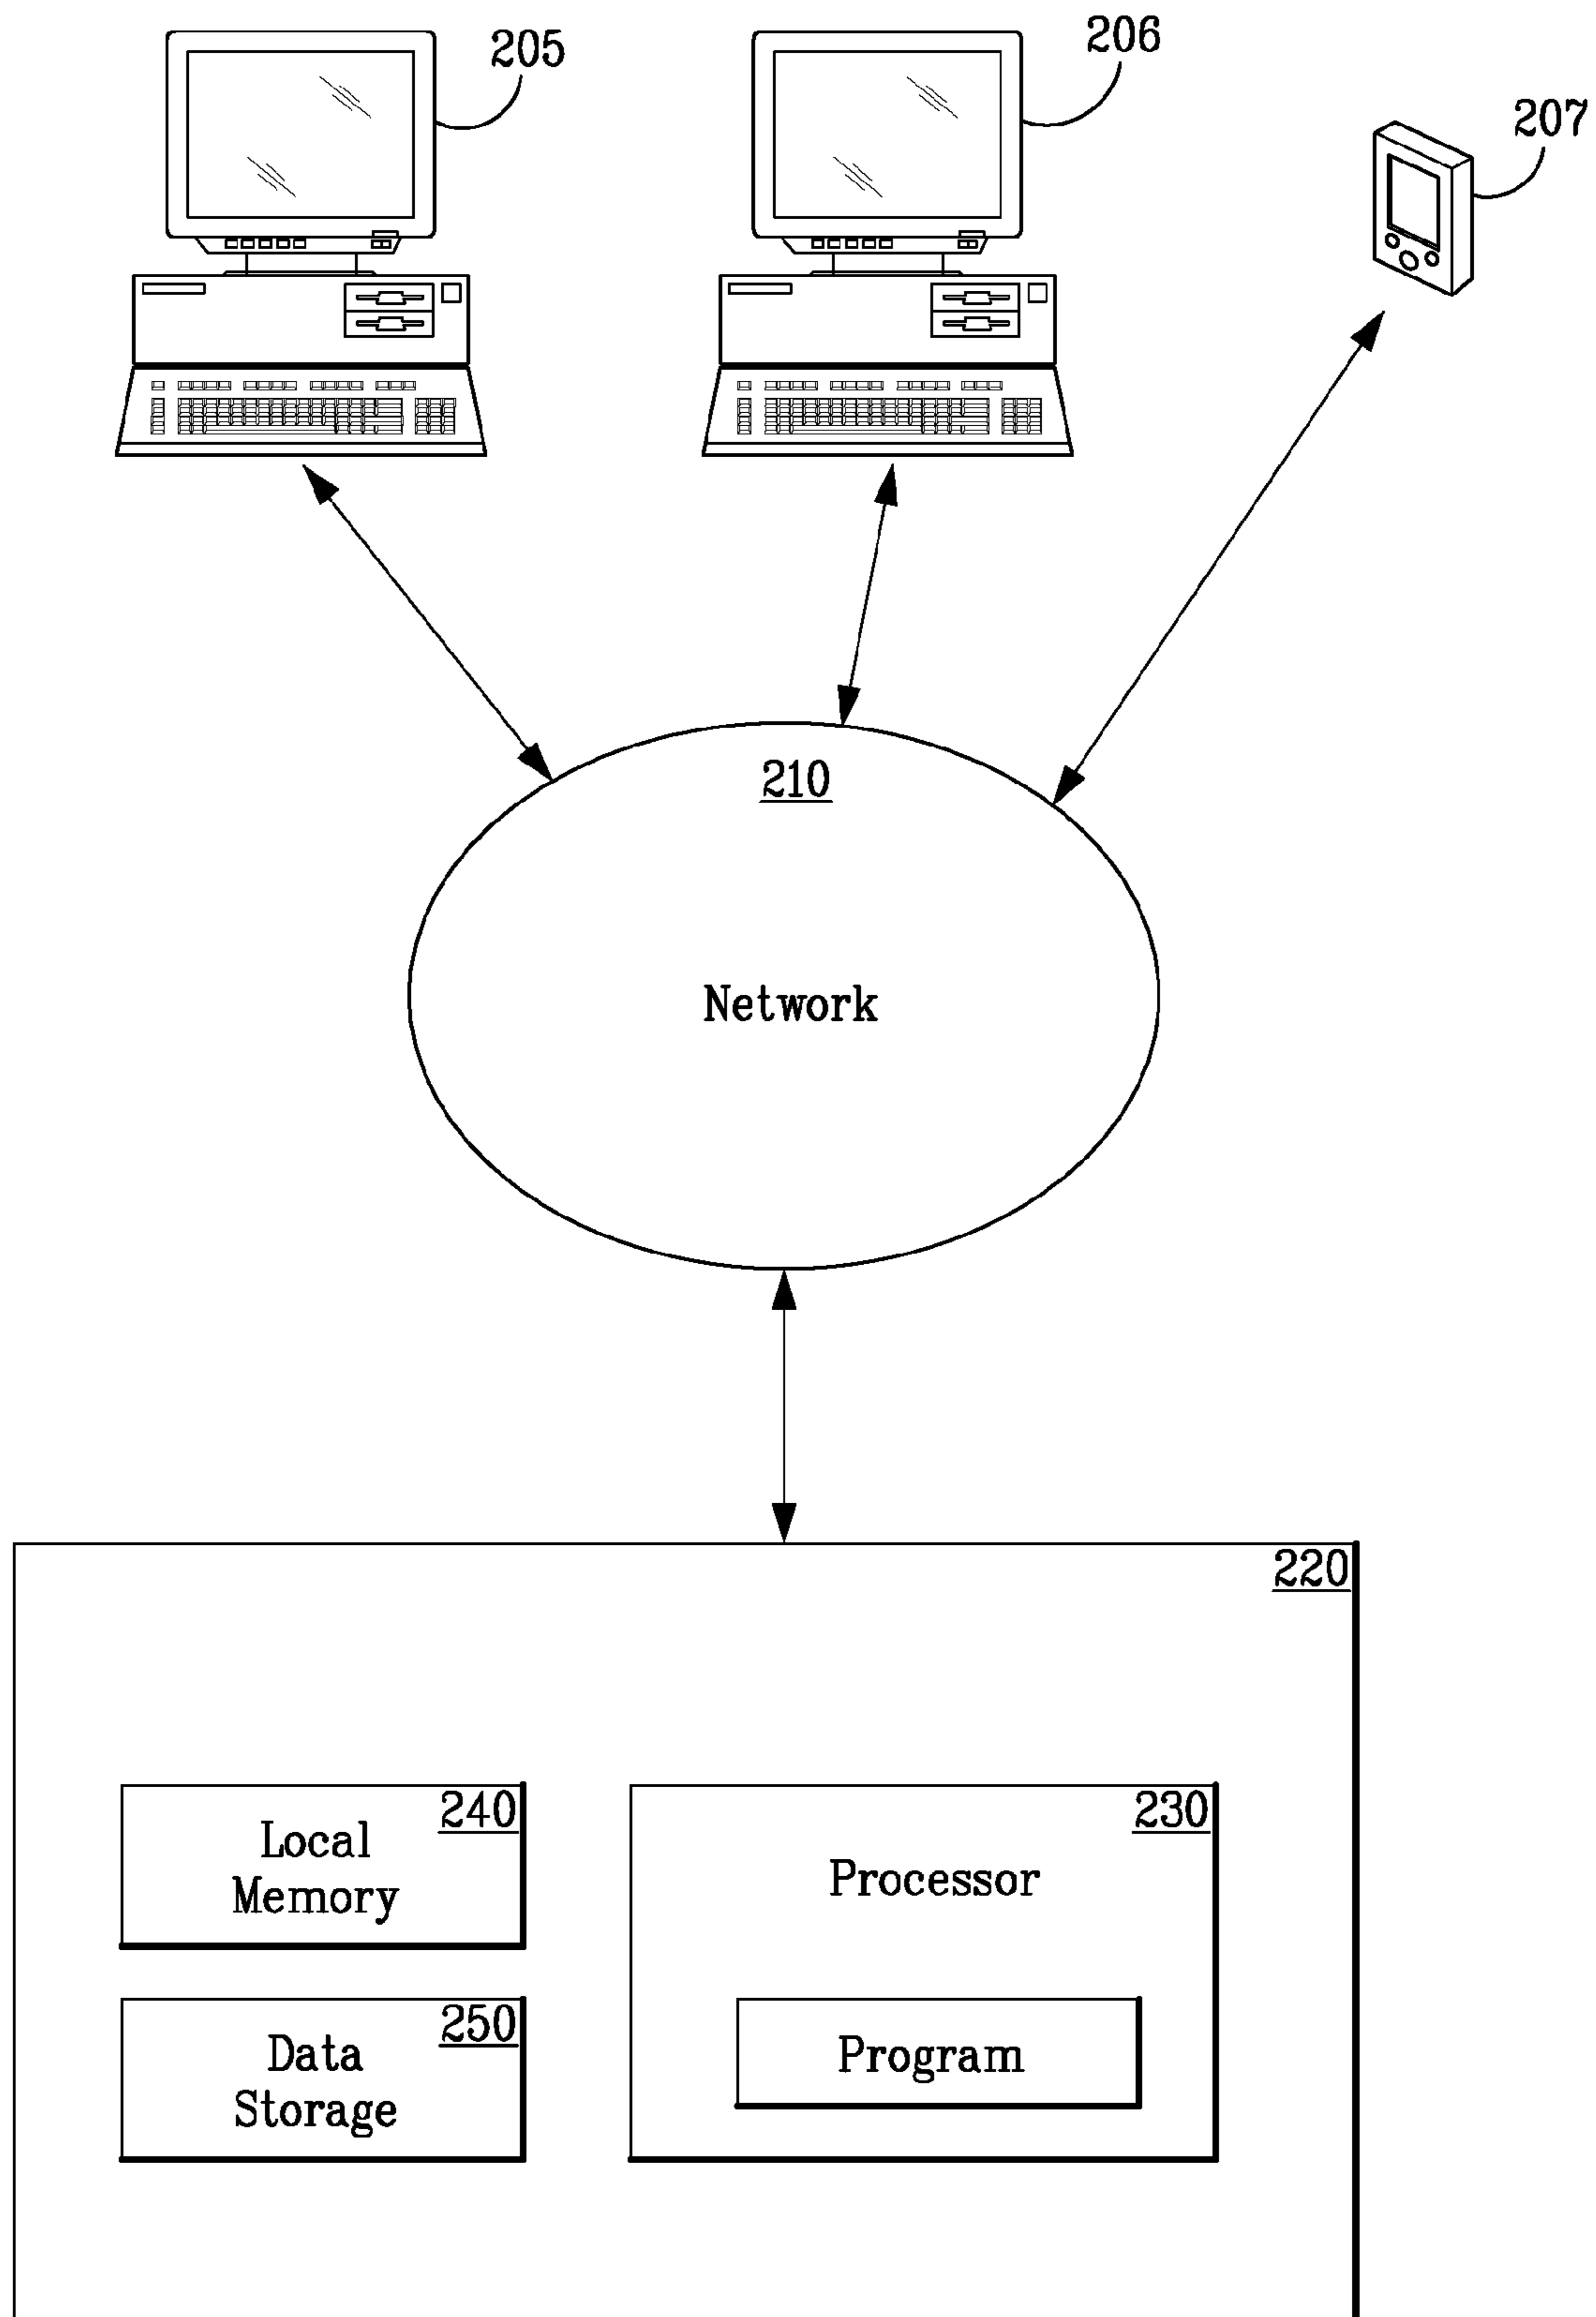 205
206
207
210
Network
220
240
Local
Memory
230
Processor
250
Data
Storage
Program